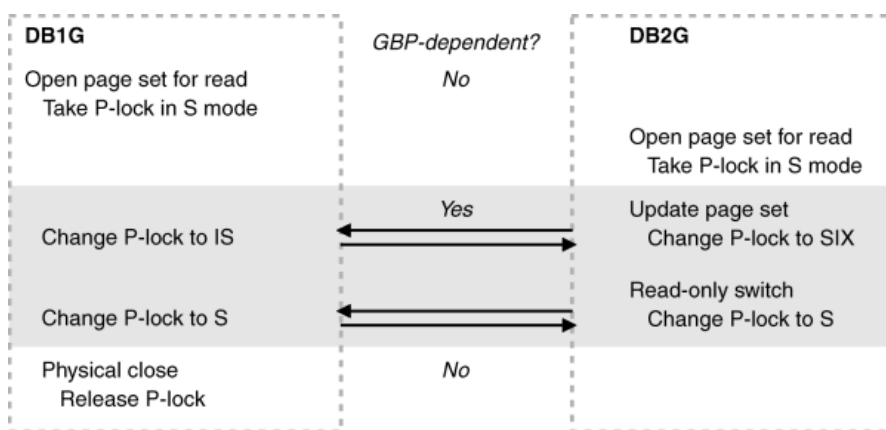 DB1G
GBP-dependent?
DB2G
Open page set for read
Take P-lock in S mode
No
Open page set for read
Take P-lock in S mode
Yes
Update page set
Change P-lock to IS
Change P-lock to SIX
Read-only switch
Change P-lock to S
Change P-lock to S
Physical close
Release P-lock
No